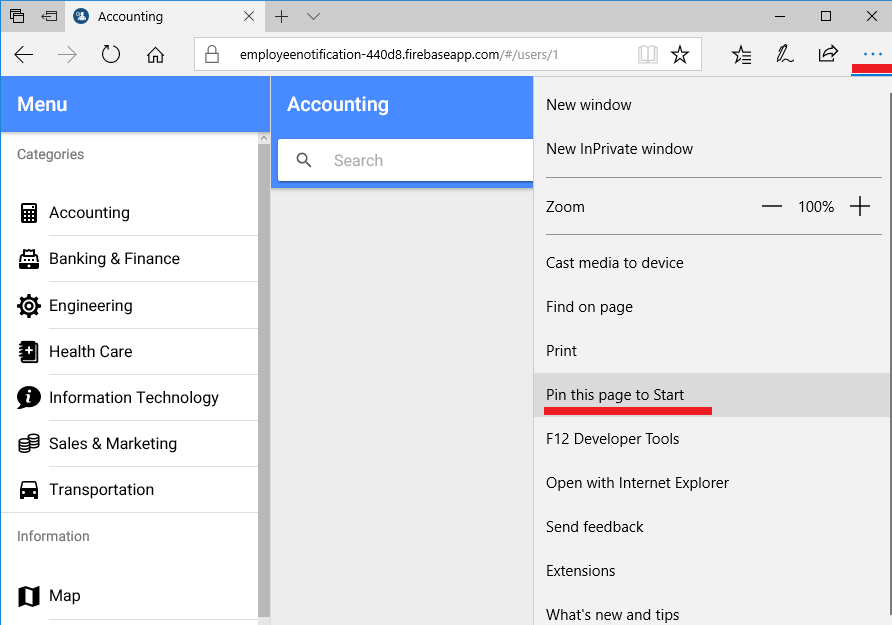 Accounting
employeenotification-440d8.firebaseapp.com/#/users/1
Menu
Categories
Accounting
Banking & Finance
Engineering
Health Care
Information Technology
Sales & Marketing
Transportation
Information
Map
Accounting
Search
New window
New InPrivate window
Zoom 100%
Cast media to device
Find on page
Print
Pin this page to Start
F12 Developer Tools
Open with Internet Explorer
Send feedback
Extensions
What's new and tips